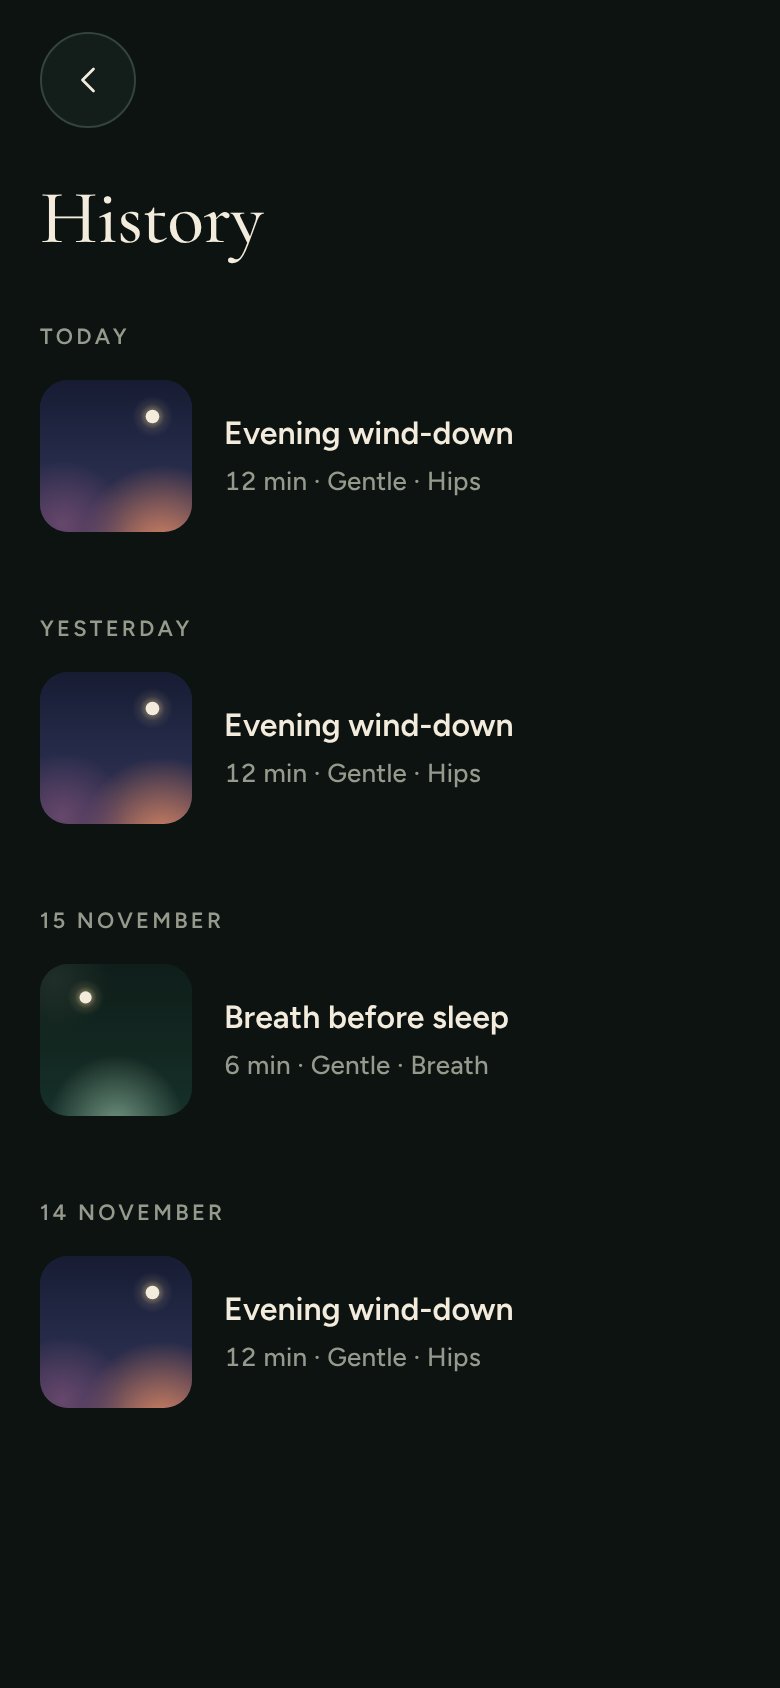 History
TODAY
Evening wind-down
12 min · Gentle · Hips
YESTERDAY
Evening wind-down
12 min · Gentle · Hips
15 NOVEMBER
Breath before sleep
6 min · Gentle · Breath
14 NOVEMBER
Evening wind-down
12 min · Gentle · Hips